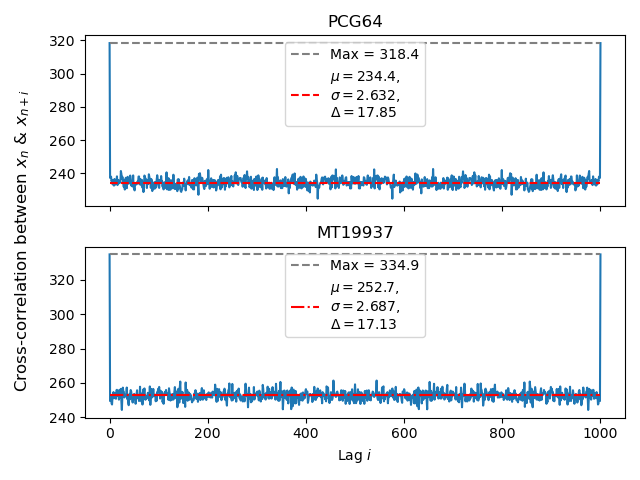 PCG64
Cross-correlation between xₙ & xₙ₊ᵢ
320
300
280
260
240
Max = 318.4
μ = 234.4,
σ = 2.632,
Δ = 17.85
MT19937
320
300
280
260
240
Max = 334.9
μ = 252.7,
σ = 2.687,
Δ = 17.13
0 200 400 600 800 1000
Lag i